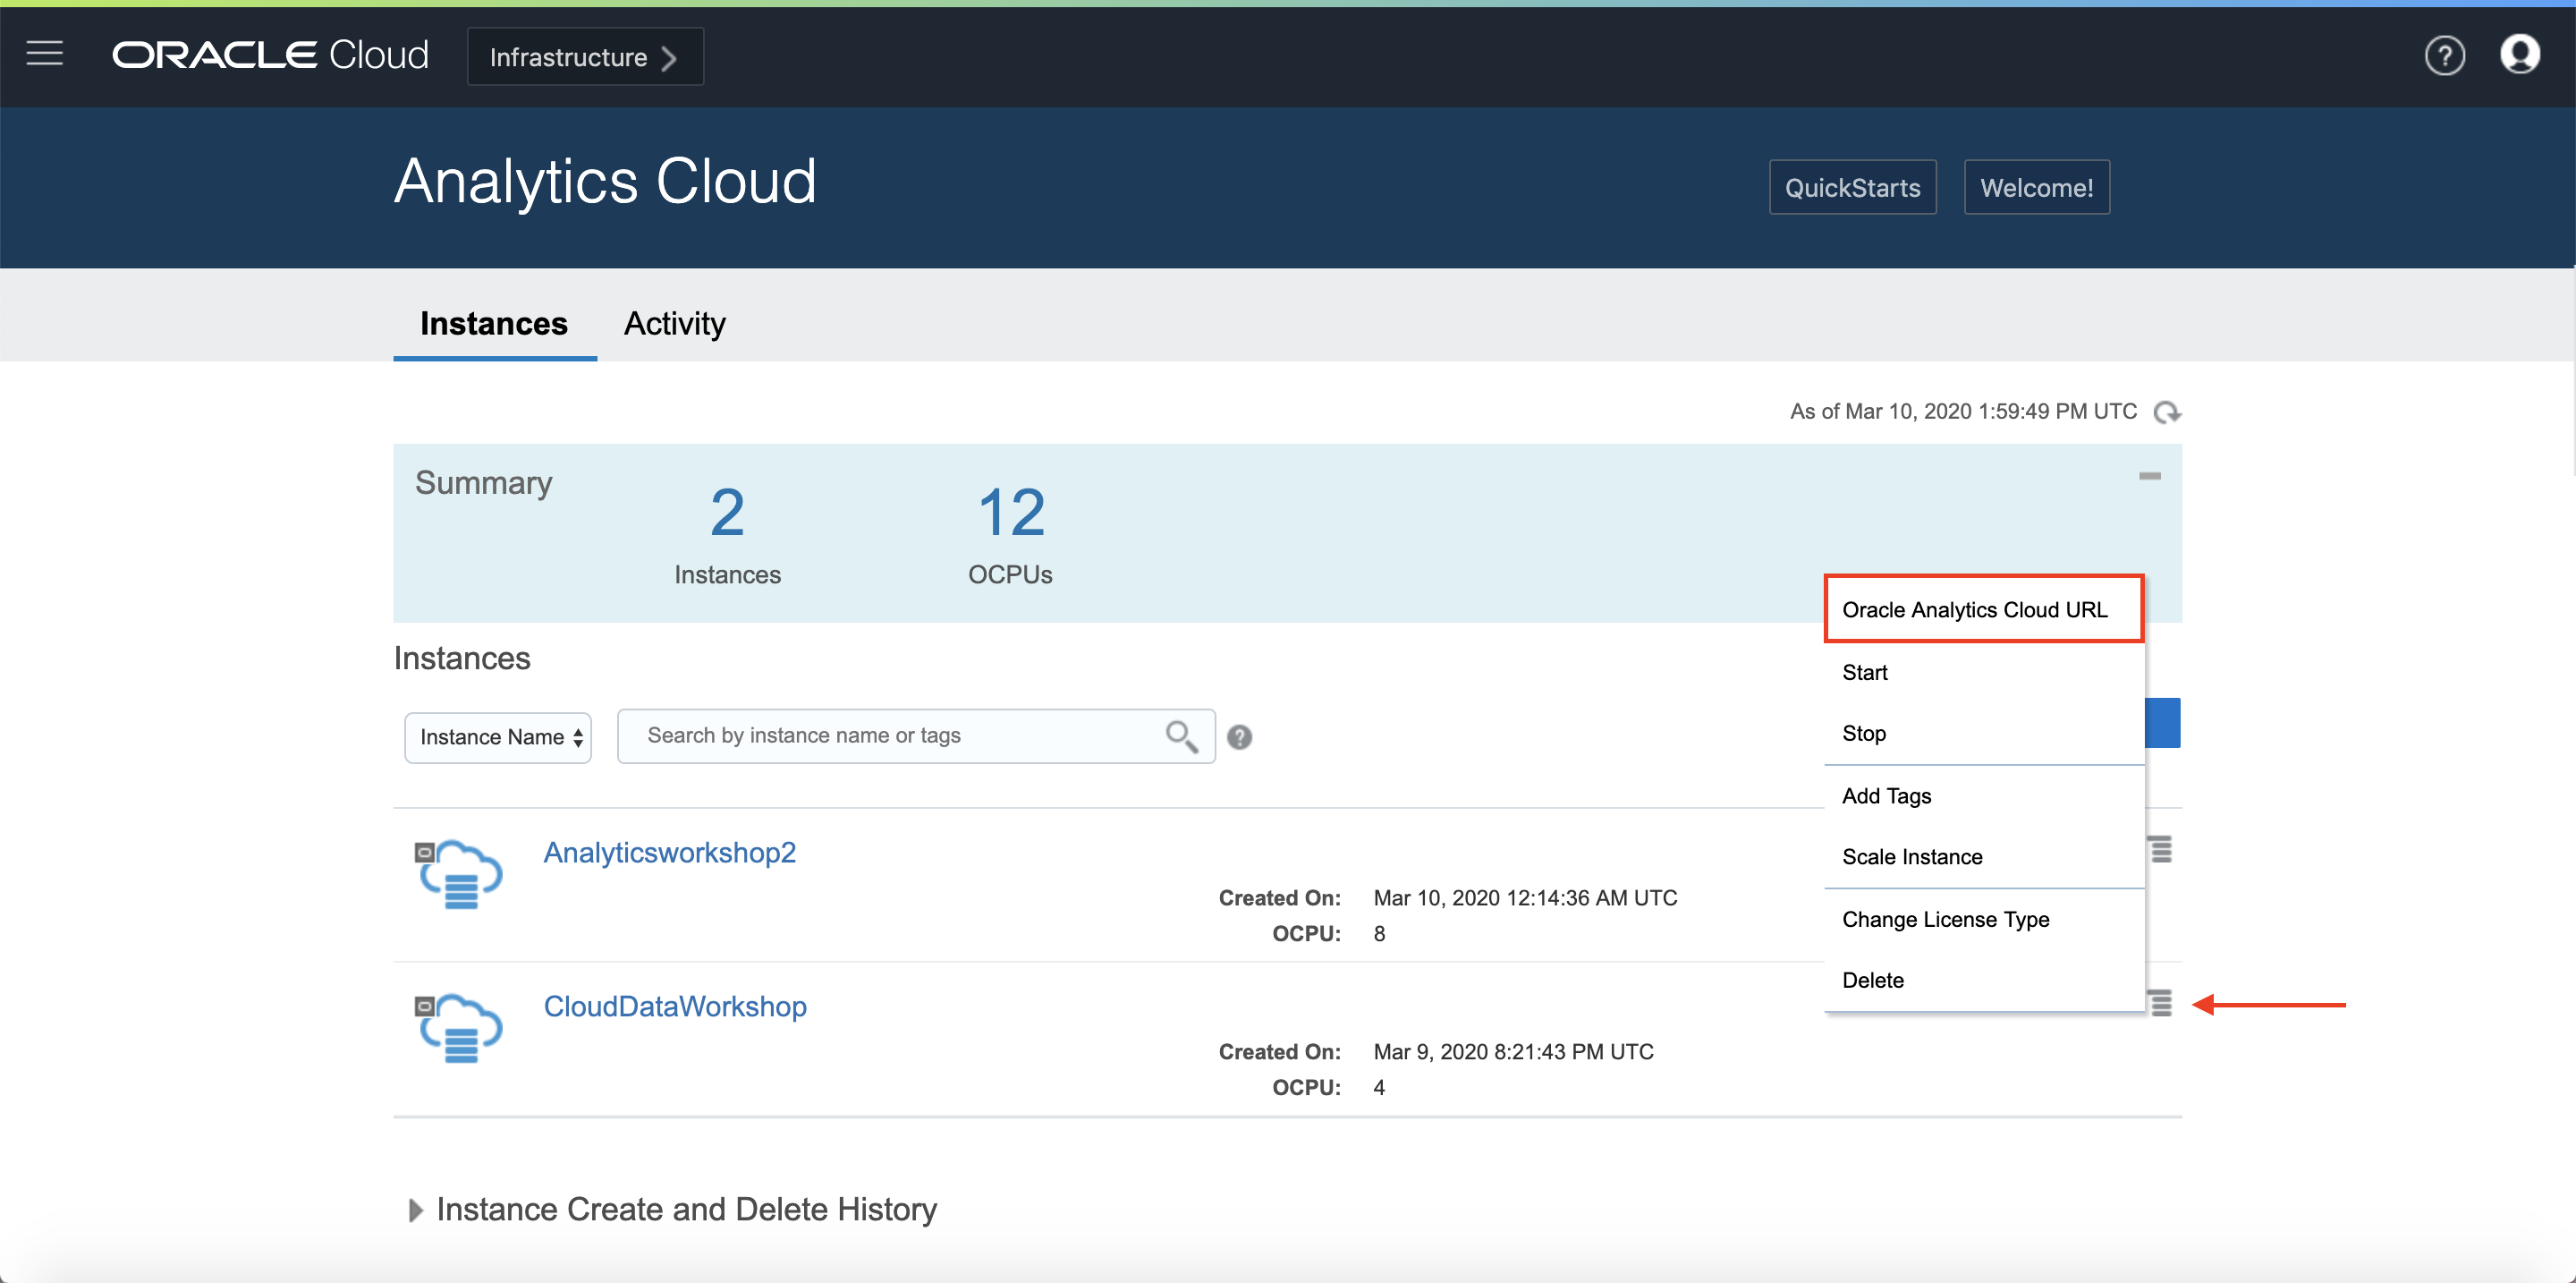 ORACLE Cloud
Infrastructure
Analytics Cloud
QuickStarts
Welcome!
Instances
Activity
As of Mar 10, 2020 1:59:49 PM UTC
Summary
2
12
Instances
OCPUs
Oracle Analytics Cloud URL
Start
Stop
Add Tags
Scale Instance
Change License Type
Delete
Instances
Instance Name
Search by instance name or tags
Analyticsworkshop2
Created On: Mar 10, 2020 12:14:36 AM UTC
OCPU: 8
CloudDataWorkshop
Created On: Mar 9, 2020 8:21:43 PM UTC
OCPU: 4
Instance Create and Delete History